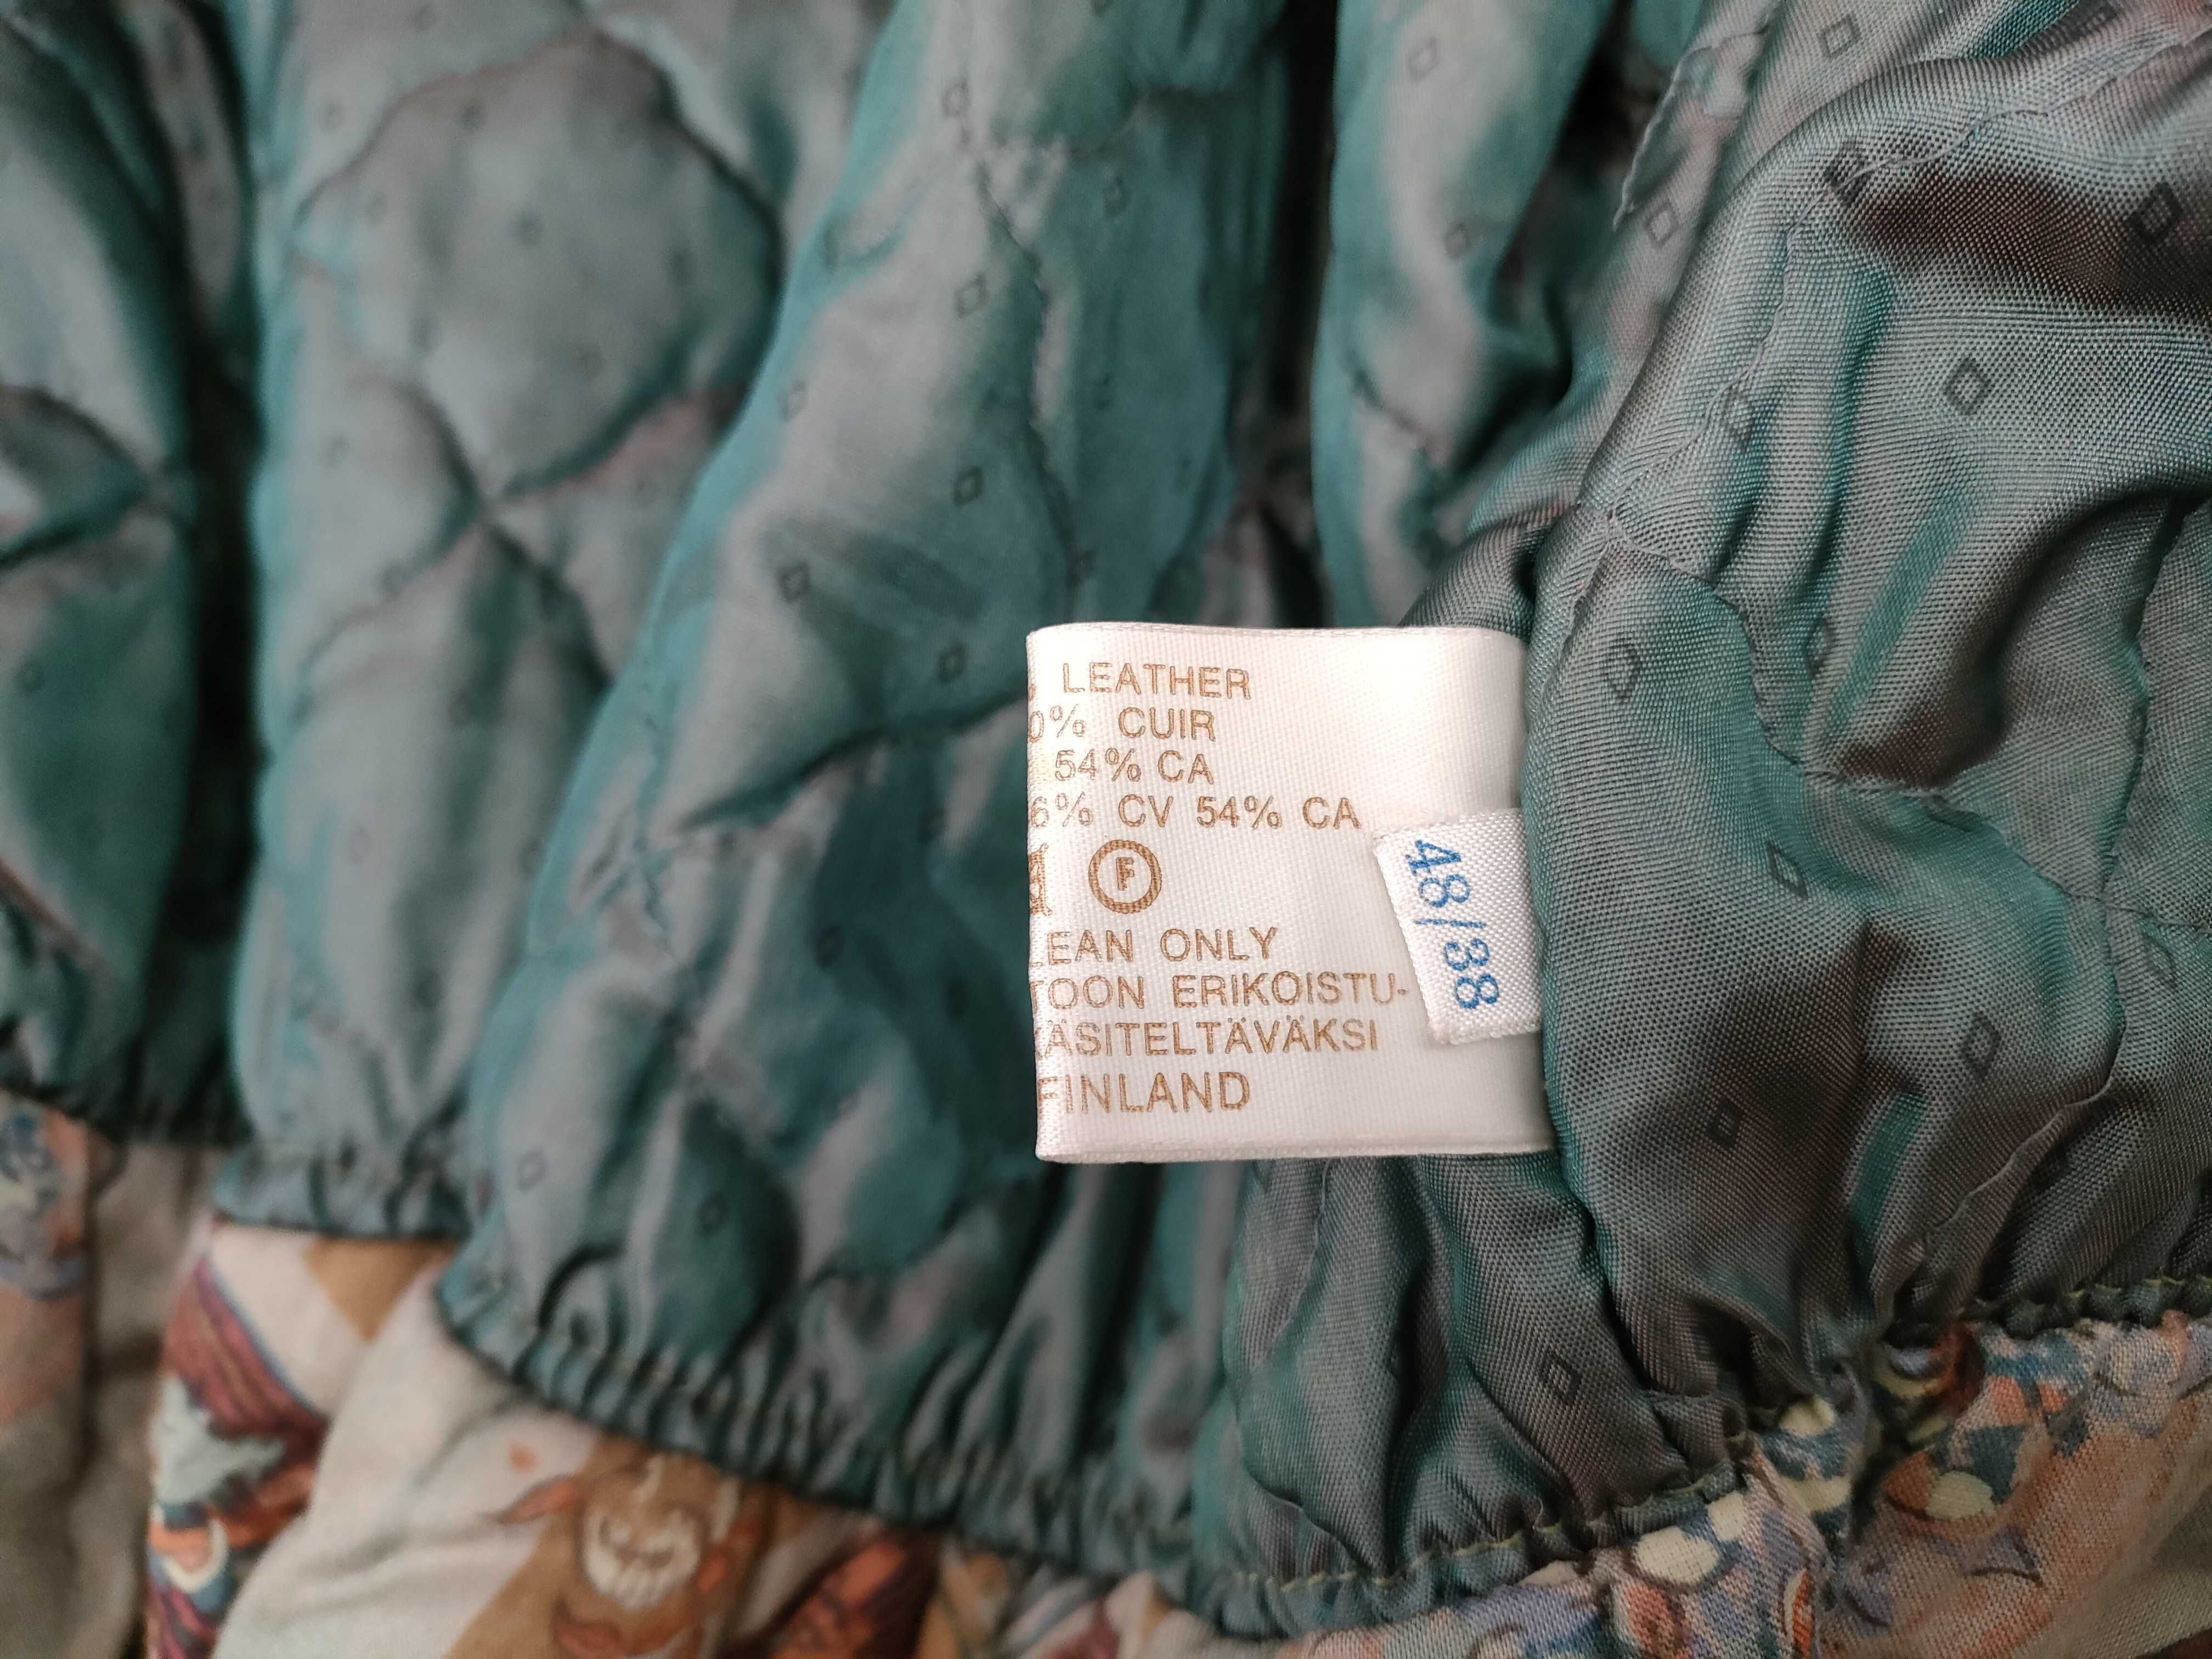 LEATHER
0% CUIR
54% CA
6% CV 54% CA
F
LEAN ONLY
TOON ERIKOISTU-
KÄSITELTÄVÄKSI
FINLAND
48/38